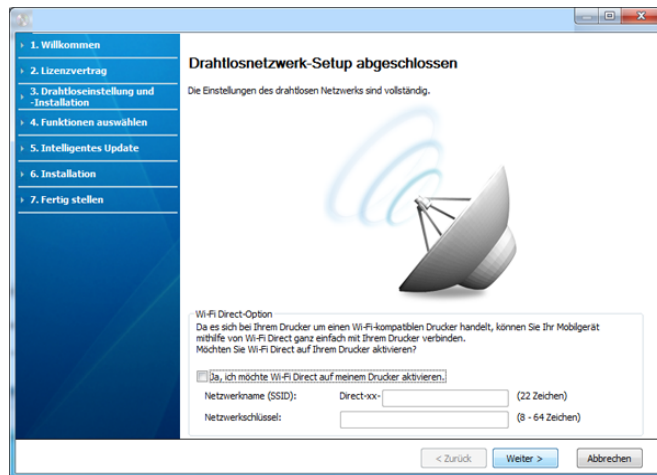 1. Willkommen
2. Lizenzvertrag
3. Drahtloseinstellung und
-Installation
4. Funktionen auswählen
5. Intelligentes Update
6. Installation
7. Fertig stellen
Drahtlosnetzwerk-Setup abgeschlossen
Die Einstellungen des drahtlosen Netzwerks sind vollständig.
Wi-Fi Direct-Option
Da es sich bei Ihrem Drucker um einen Wi-Fi-kompatiblen Drucker handelt, können Sie Ihr Mobilgerät
mithilfe von Wi-Fi Direct ganz einfach mit Ihrem Drucker verbinden.
Möchten Sie Wi-Fi Direct auf Ihrem Drucker aktivieren?
Ja, ich möchte Wi-Fi Direct auf meinem Drucker aktivieren.
Netzwerkname (SSID): Direct-xx- (22 Zeichen)
Netzwerkschlüssel: (8 - 64 Zeichen)
< Zurück Weiter > Abbrechen